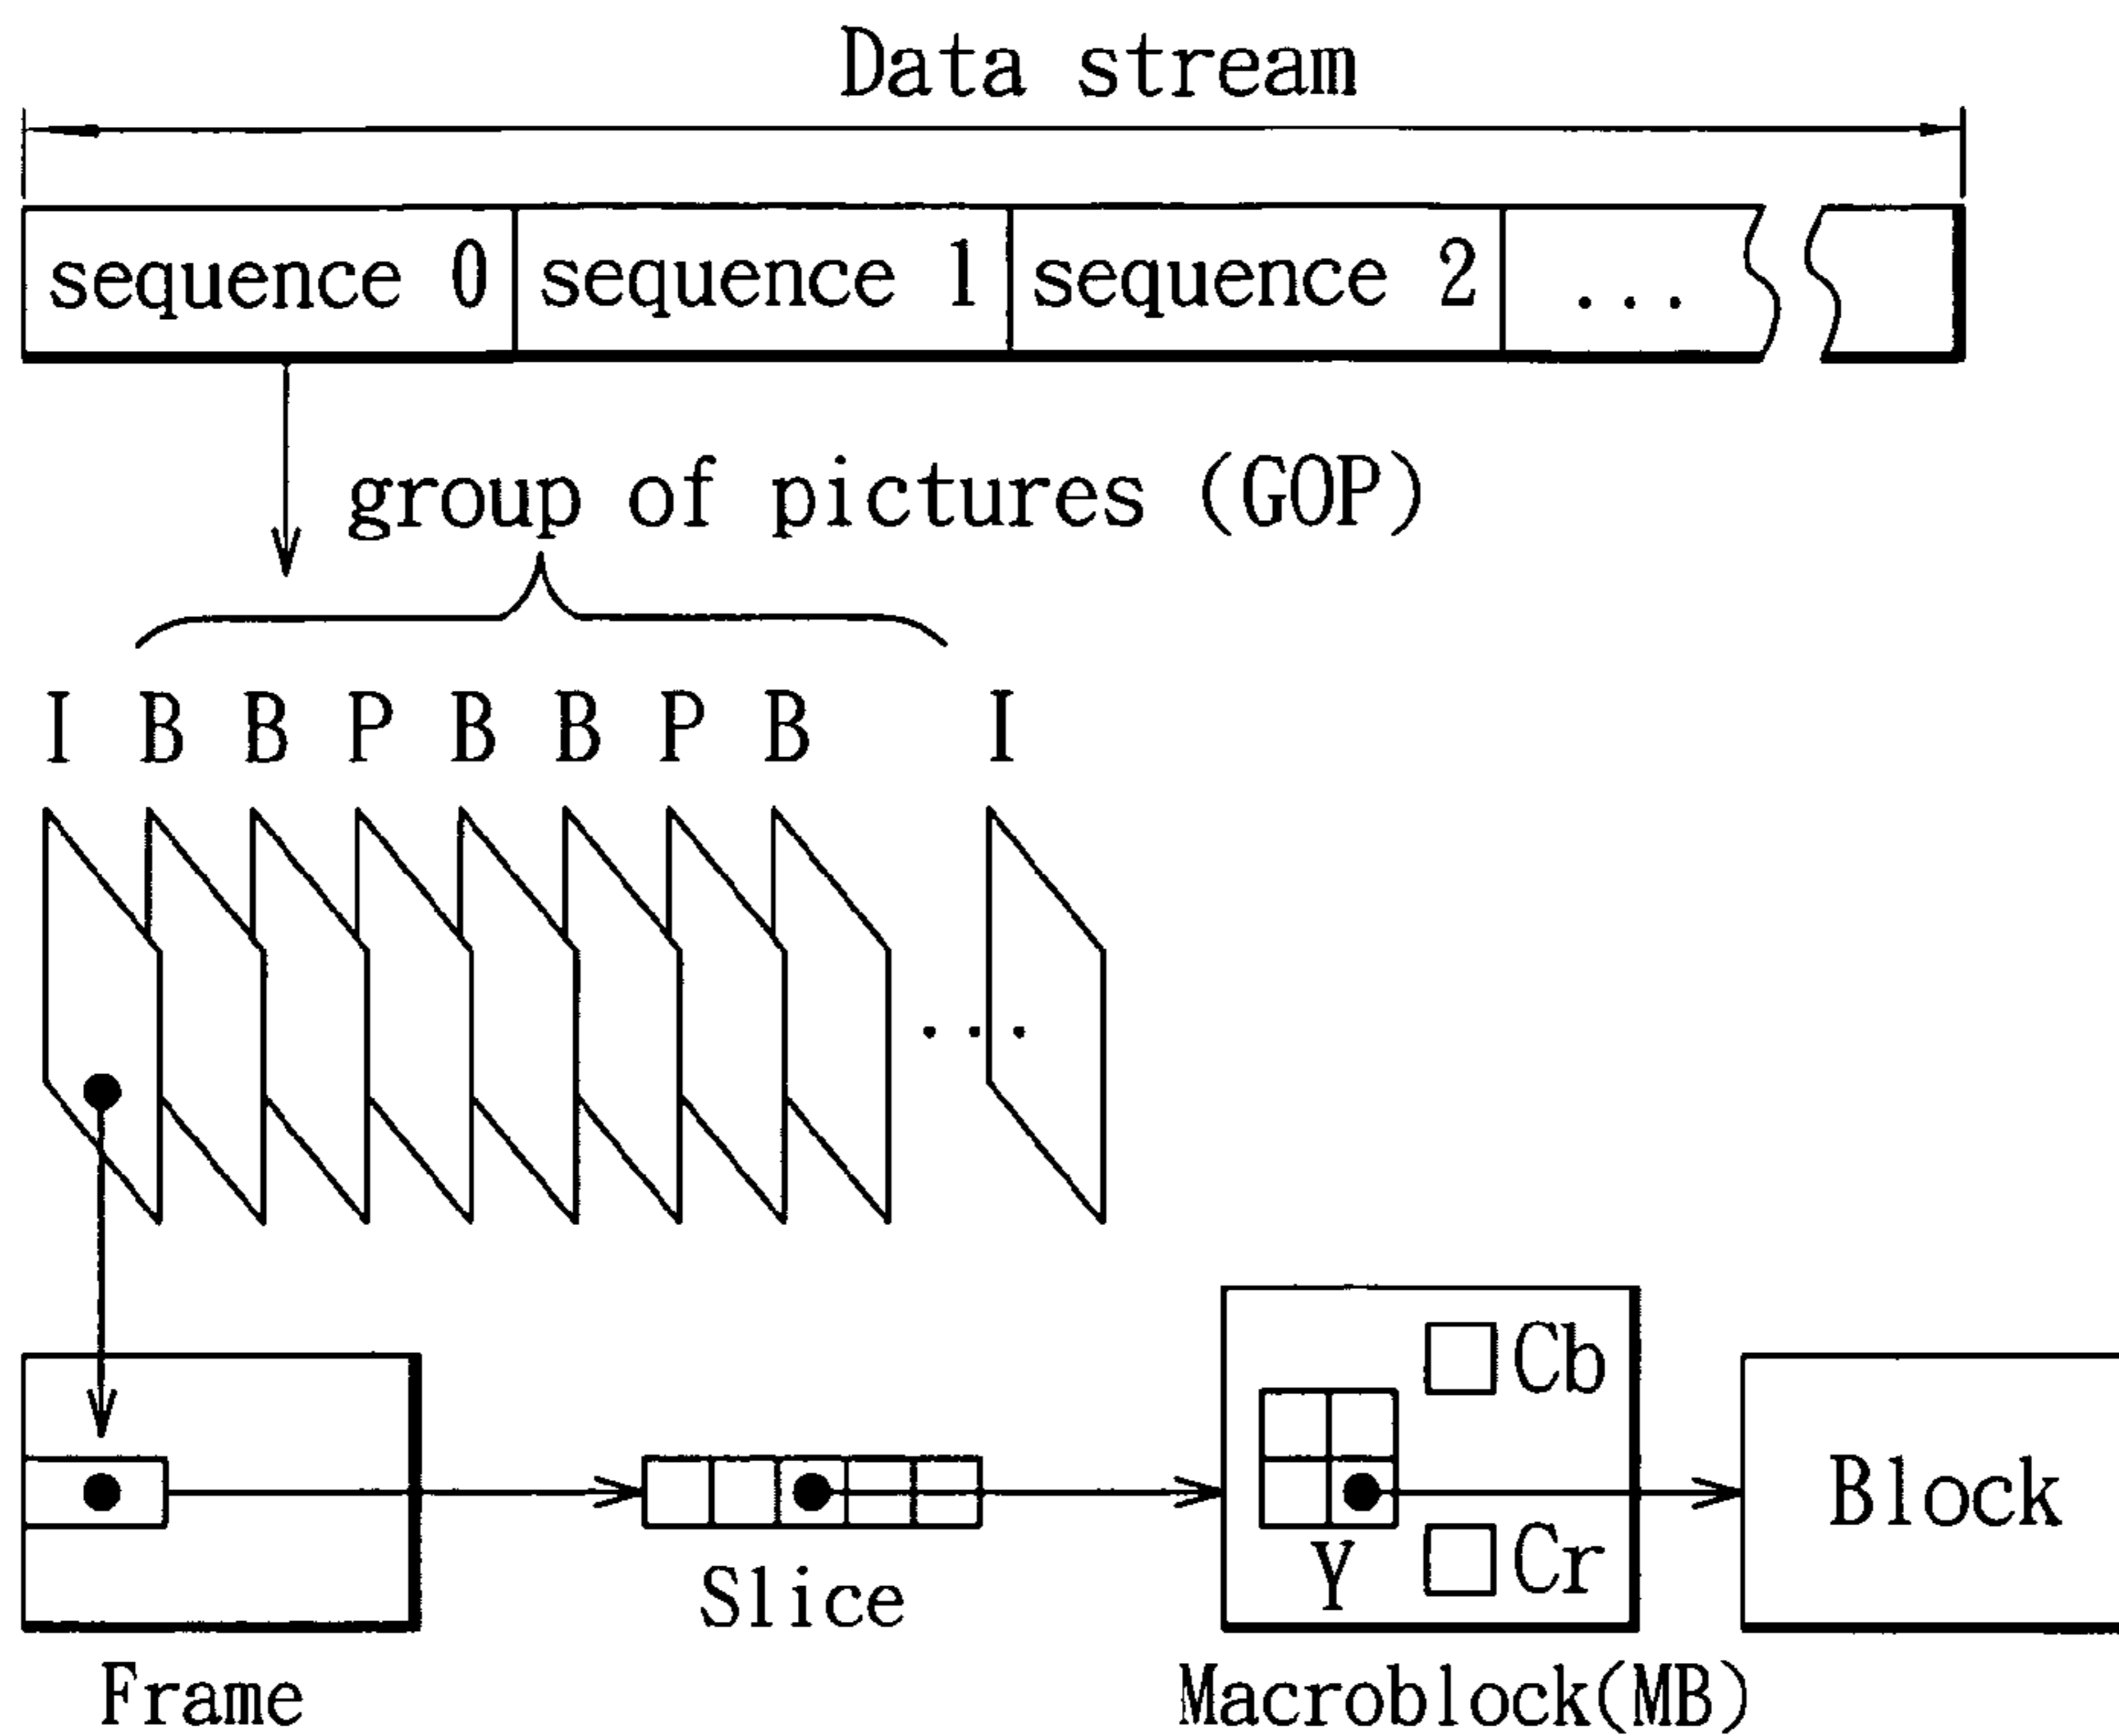 Data stream
sequence 0 sequence 1 sequence 2 ...
group of pictures (GOP)
I B B P B B P B I
...
Cb
Y Cr
Block
Slice
Frame
Macroblock(MB)